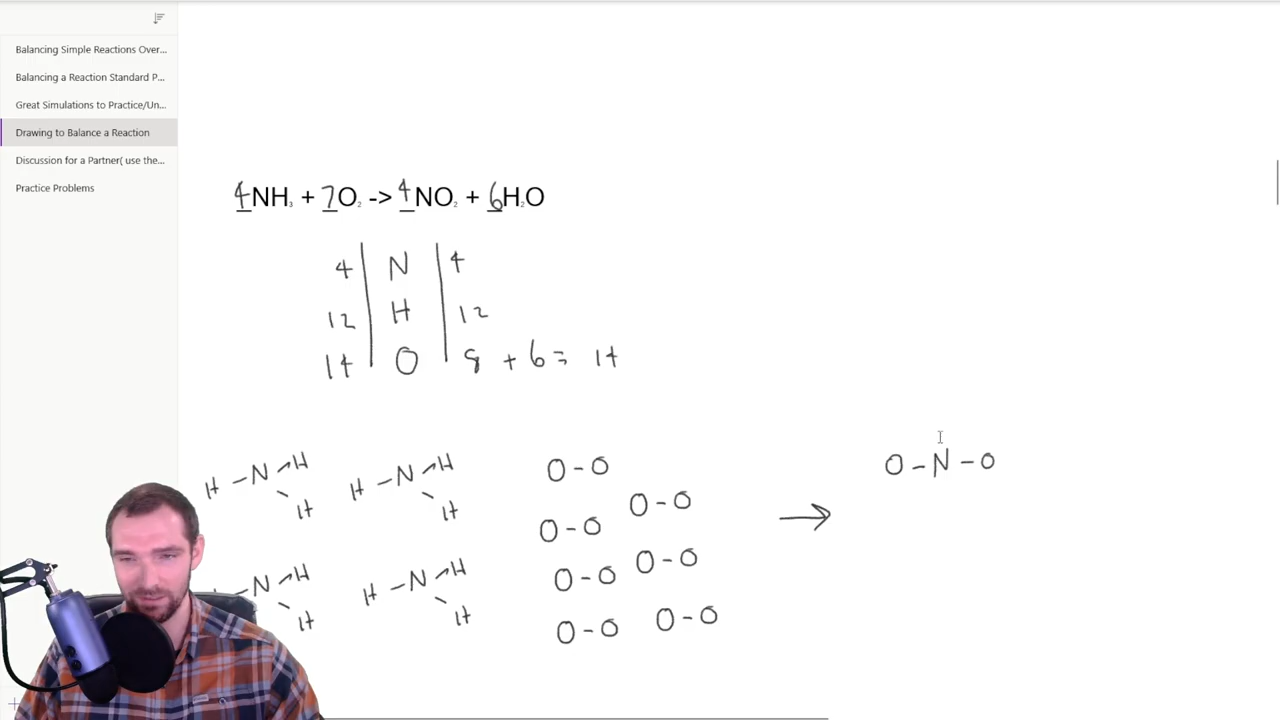 Balancing Simple Reactions Over...
Balancing a Reaction Standard P...
Great Simulations to Practice/Un...
Drawing to Balance a Reaction
Discussion for a Partner( use the...
Practice Problems
4NH₃ + 7O₂ -> 4NO₂ + 6H₂O
4 | N | 4
12 | H | 12
14 | O | 8 + 6 = 14
H - N - H H - N - H O - O O - N - O
H H O - O
O - O
N - H H - N - H O - O O - O
H H O - O O - O